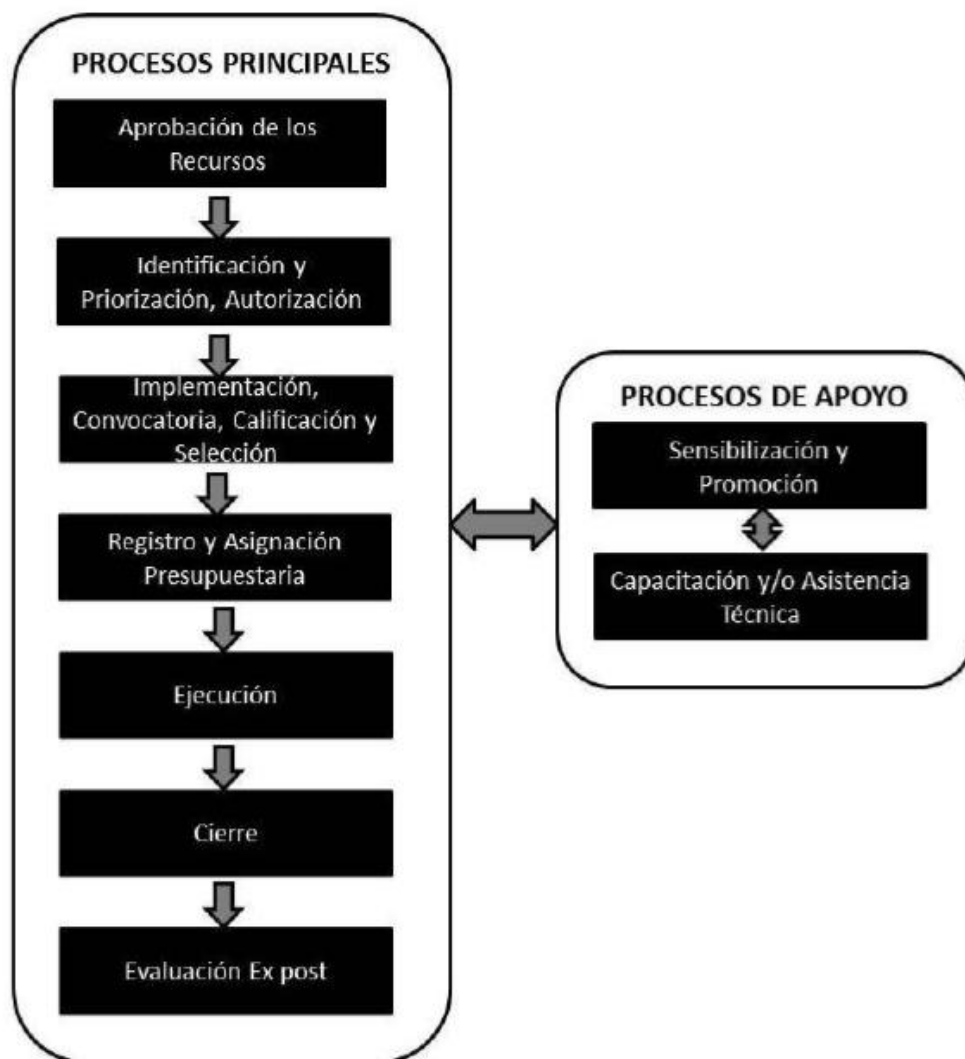 PROCESOS PRINCIPALES
Aprobación de los
Recursos
Identificación y
Priorización, Autorización
Implementación,
Convocatoria, Calificación y
Selección
Registro y Asignación
Presupuestaria
Ejecución
Cierre
Evaluación Ex post
PROCESOS DE APOYO
Sensibilización y
Promoción
Capacitación y/o Asistencia
Técnica